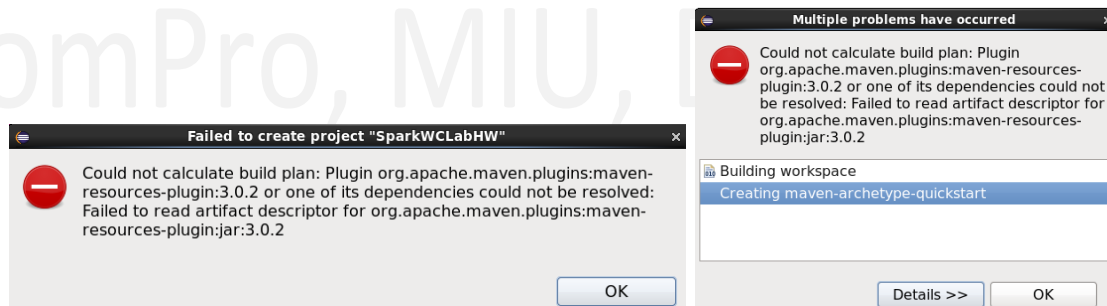 omPro, MIU,
Failed to create project "SparkWCLabHW"
Could not calculate build plan: Plugin org.apache.maven.plugins:maven-
resources-plugin:3.0.2 or one of its dependencies could not be resolved:
Failed to read artifact descriptor for org.apache.maven.plugins:maven-
resources-plugin:jar:3.0.2
OK
Multiple problems have occurred
Could not calculate build plan: Plugin
org.apache.maven.plugins:maven-resources-
plugin:3.0.2 or one of its dependencies could not
be resolved: Failed to read artifact descriptor for
org.apache.maven.plugins:maven-resources-
plugin:jar:3.0.2
Building workspace
Creating maven-archetype-quickstart
Details >>
OK